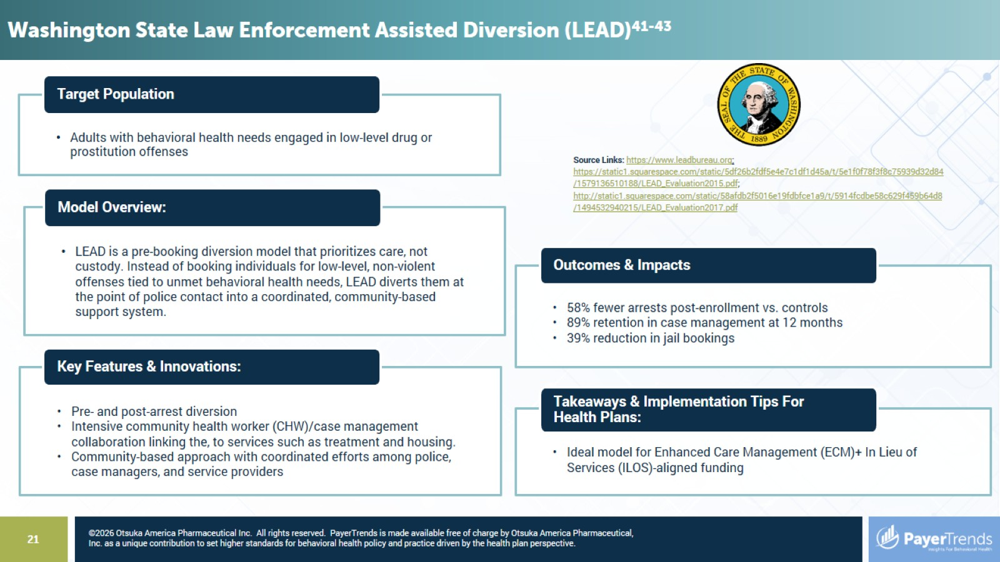 Washington State Law Enforcement Assisted Diversion (LEAD)41-43
Target Population
• Adults with behavioral health needs engaged in low-level drug or
prostitution offenses
Model Overview:
• LEAD is a pre-booking diversion model that prioritizes care, not
custody. Instead of booking individuals for low-level, non-violent
offenses tied to unmet behavioral health needs, LEAD diverts them at
the point of police contact into a coordinated, community-based
support system.
Key Features & Innovations:
• Pre- and post-arrest diversion
• Intensive community health worker (CHW)/case management
collaboration linking the, to services such as treatment and housing.
• Community-based approach with coordinated efforts among police,
case managers, and service providers
THE SEAL OF THE STATE OF WASHINGTON
1889
Source Links: https://www.leadbureau.org;
https://static1.squarespace.com/static/5df26b2fdf5e4e7c1df1d45a/t/5e1f0f78f3f8c75939d32d84
/1579136510188/LEAD_Evaluation2015.pdf;
http://static1.squarespace.com/static/58afdb2f5016e19fdbfce1a9/t/5914fcdbe58c629f459b64d8
/1494532940215/LEAD_Evaluation2017.pdf
Outcomes & Impacts
• 58% fewer arrests post-enrollment vs. controls
• 89% retention in case management at 12 months
• 39% reduction in jail bookings
Takeaways & Implementation Tips For
Health Plans:
• Ideal model for Enhanced Care Management (ECM)+ In Lieu of
Services (ILOS)-aligned funding
21
©2026 Otsuka America Pharmaceutical Inc. All rights reserved. PayerTrends is made available free of charge by Otsuka America Pharmaceutical,
Inc. as a unique contribution to set higher standards for behavioral health policy and practice driven by the health plan perspective.
PayerTrends
Insights For Behavioral Health